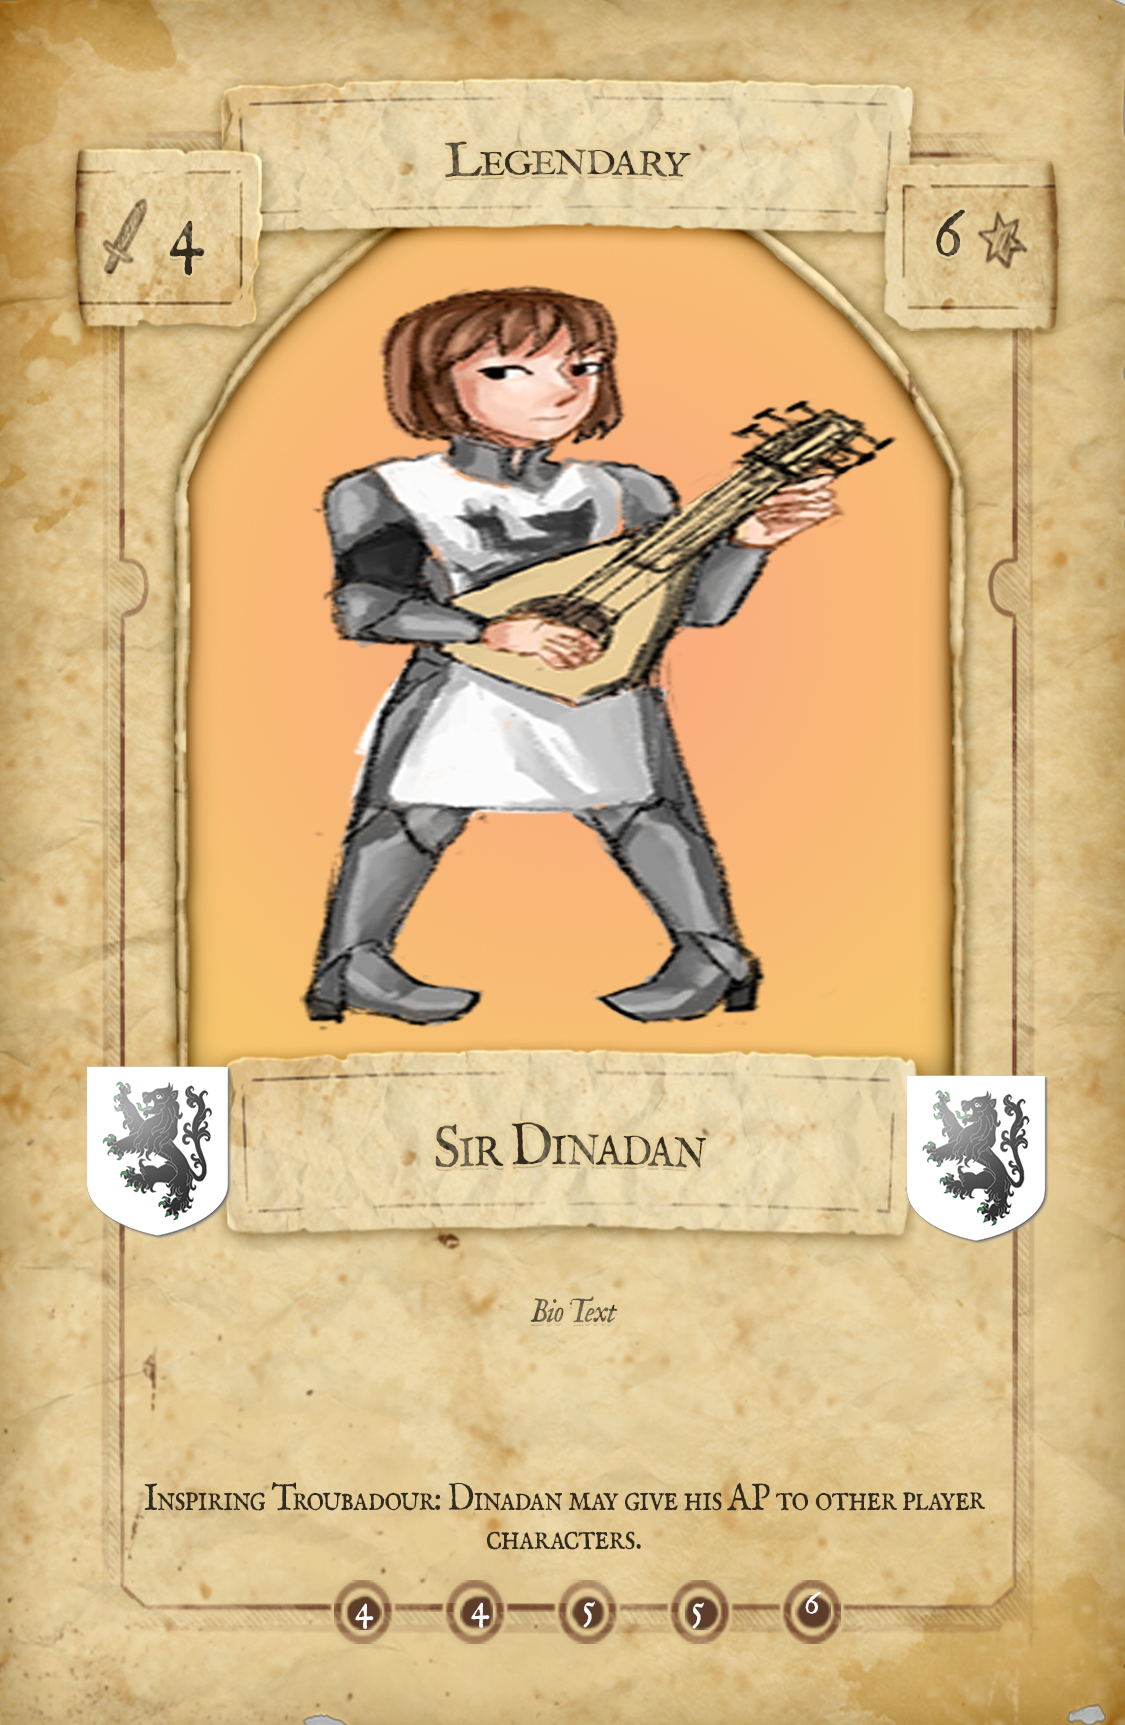 Legendary
4
6
Sir Dinadan
Bio Text
Inspiring Troubadour: Dinadan may give his AP to other player
characters.
4 4 5 5 6